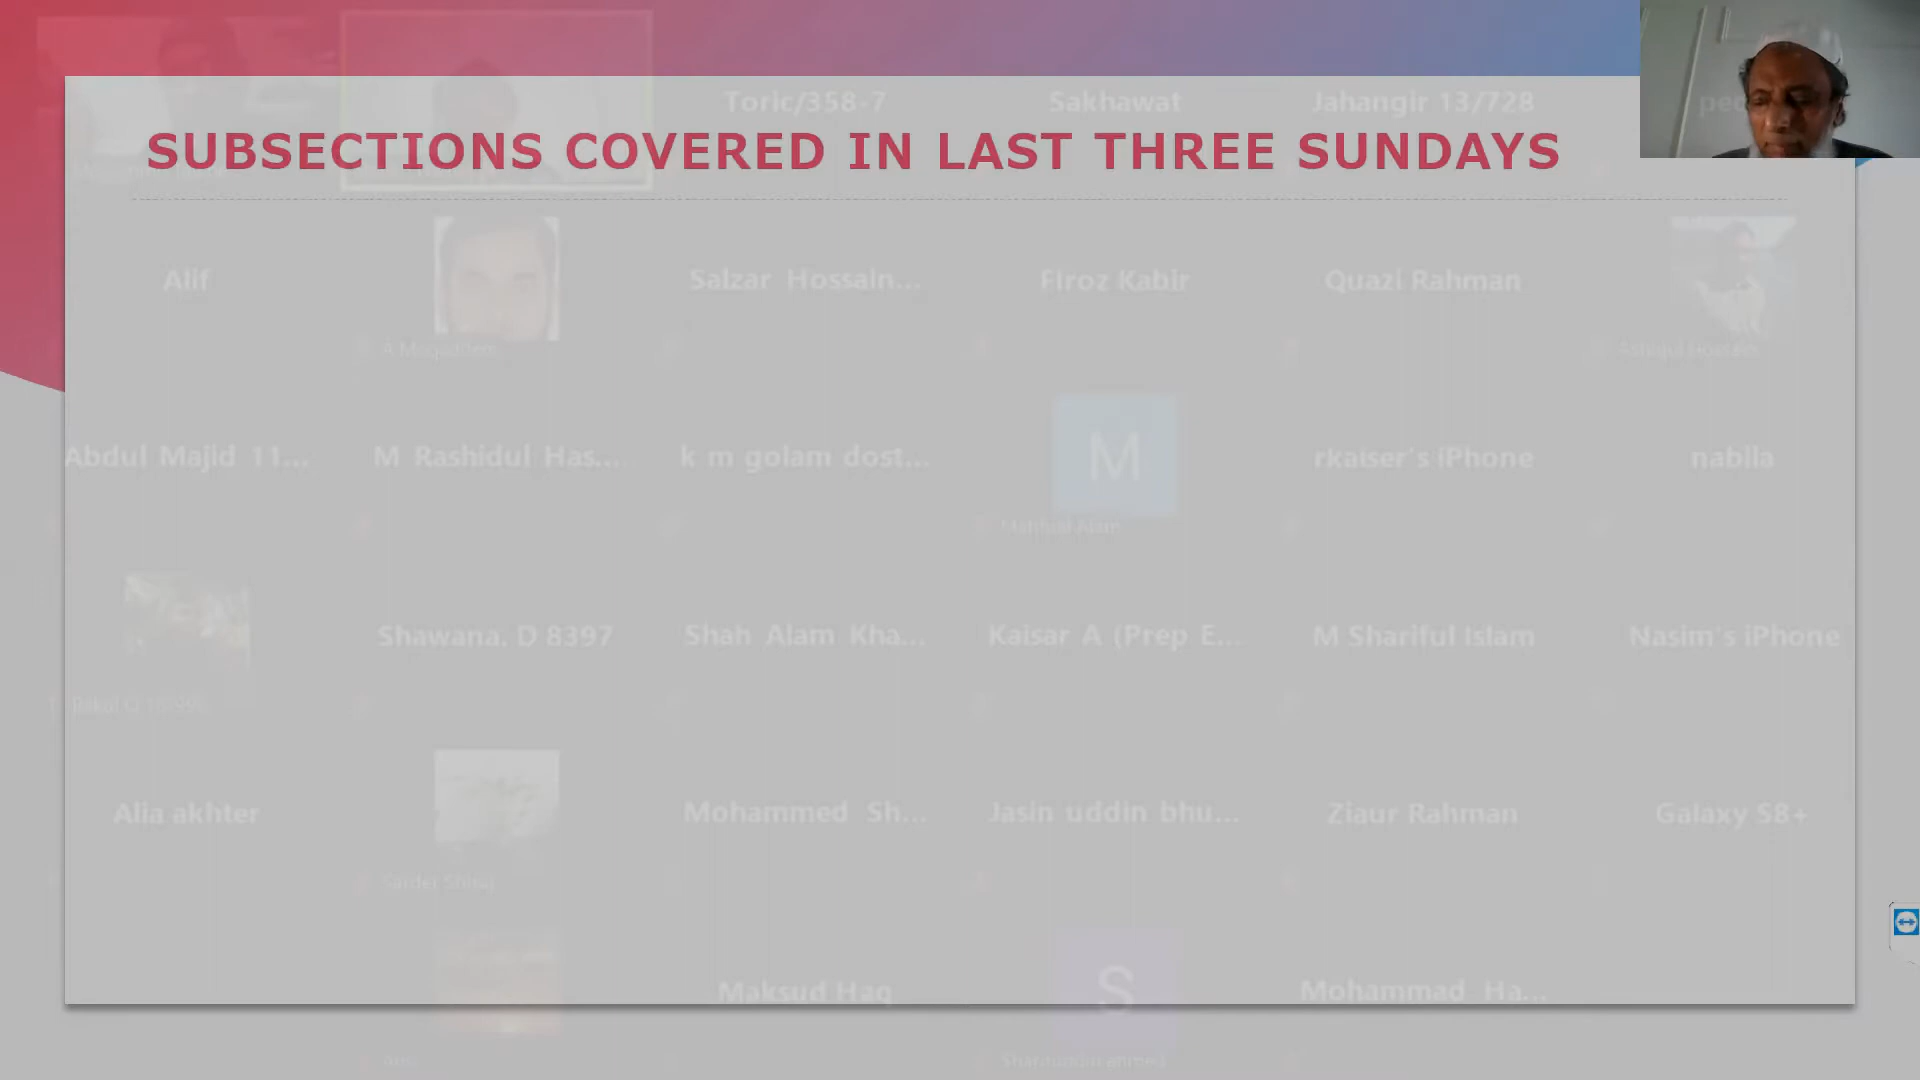 Toric/358-7
Sakhawat
Jahangir 13/728
SUBSECTIONS COVERED IN LAST THREE SUNDAYS
Alif
Salzar Hossain...
Firoz Kabir
Quazi Rahman
Abdul Majid 11...
M Rashidul Has...
k m golam dost...
M
rkaiser's iPhone
nabila
Shawana. D 8397
Shah Alam Kha...
Kaisar A (Prep E...
M Shariful Islam
Nasim's iPhone
Alia akhter
Mohammed Sh...
Jasin uddin bhu...
Ziaur Rahman
Galaxy S8+
Maksud Haq
S
Mohammad Ha...